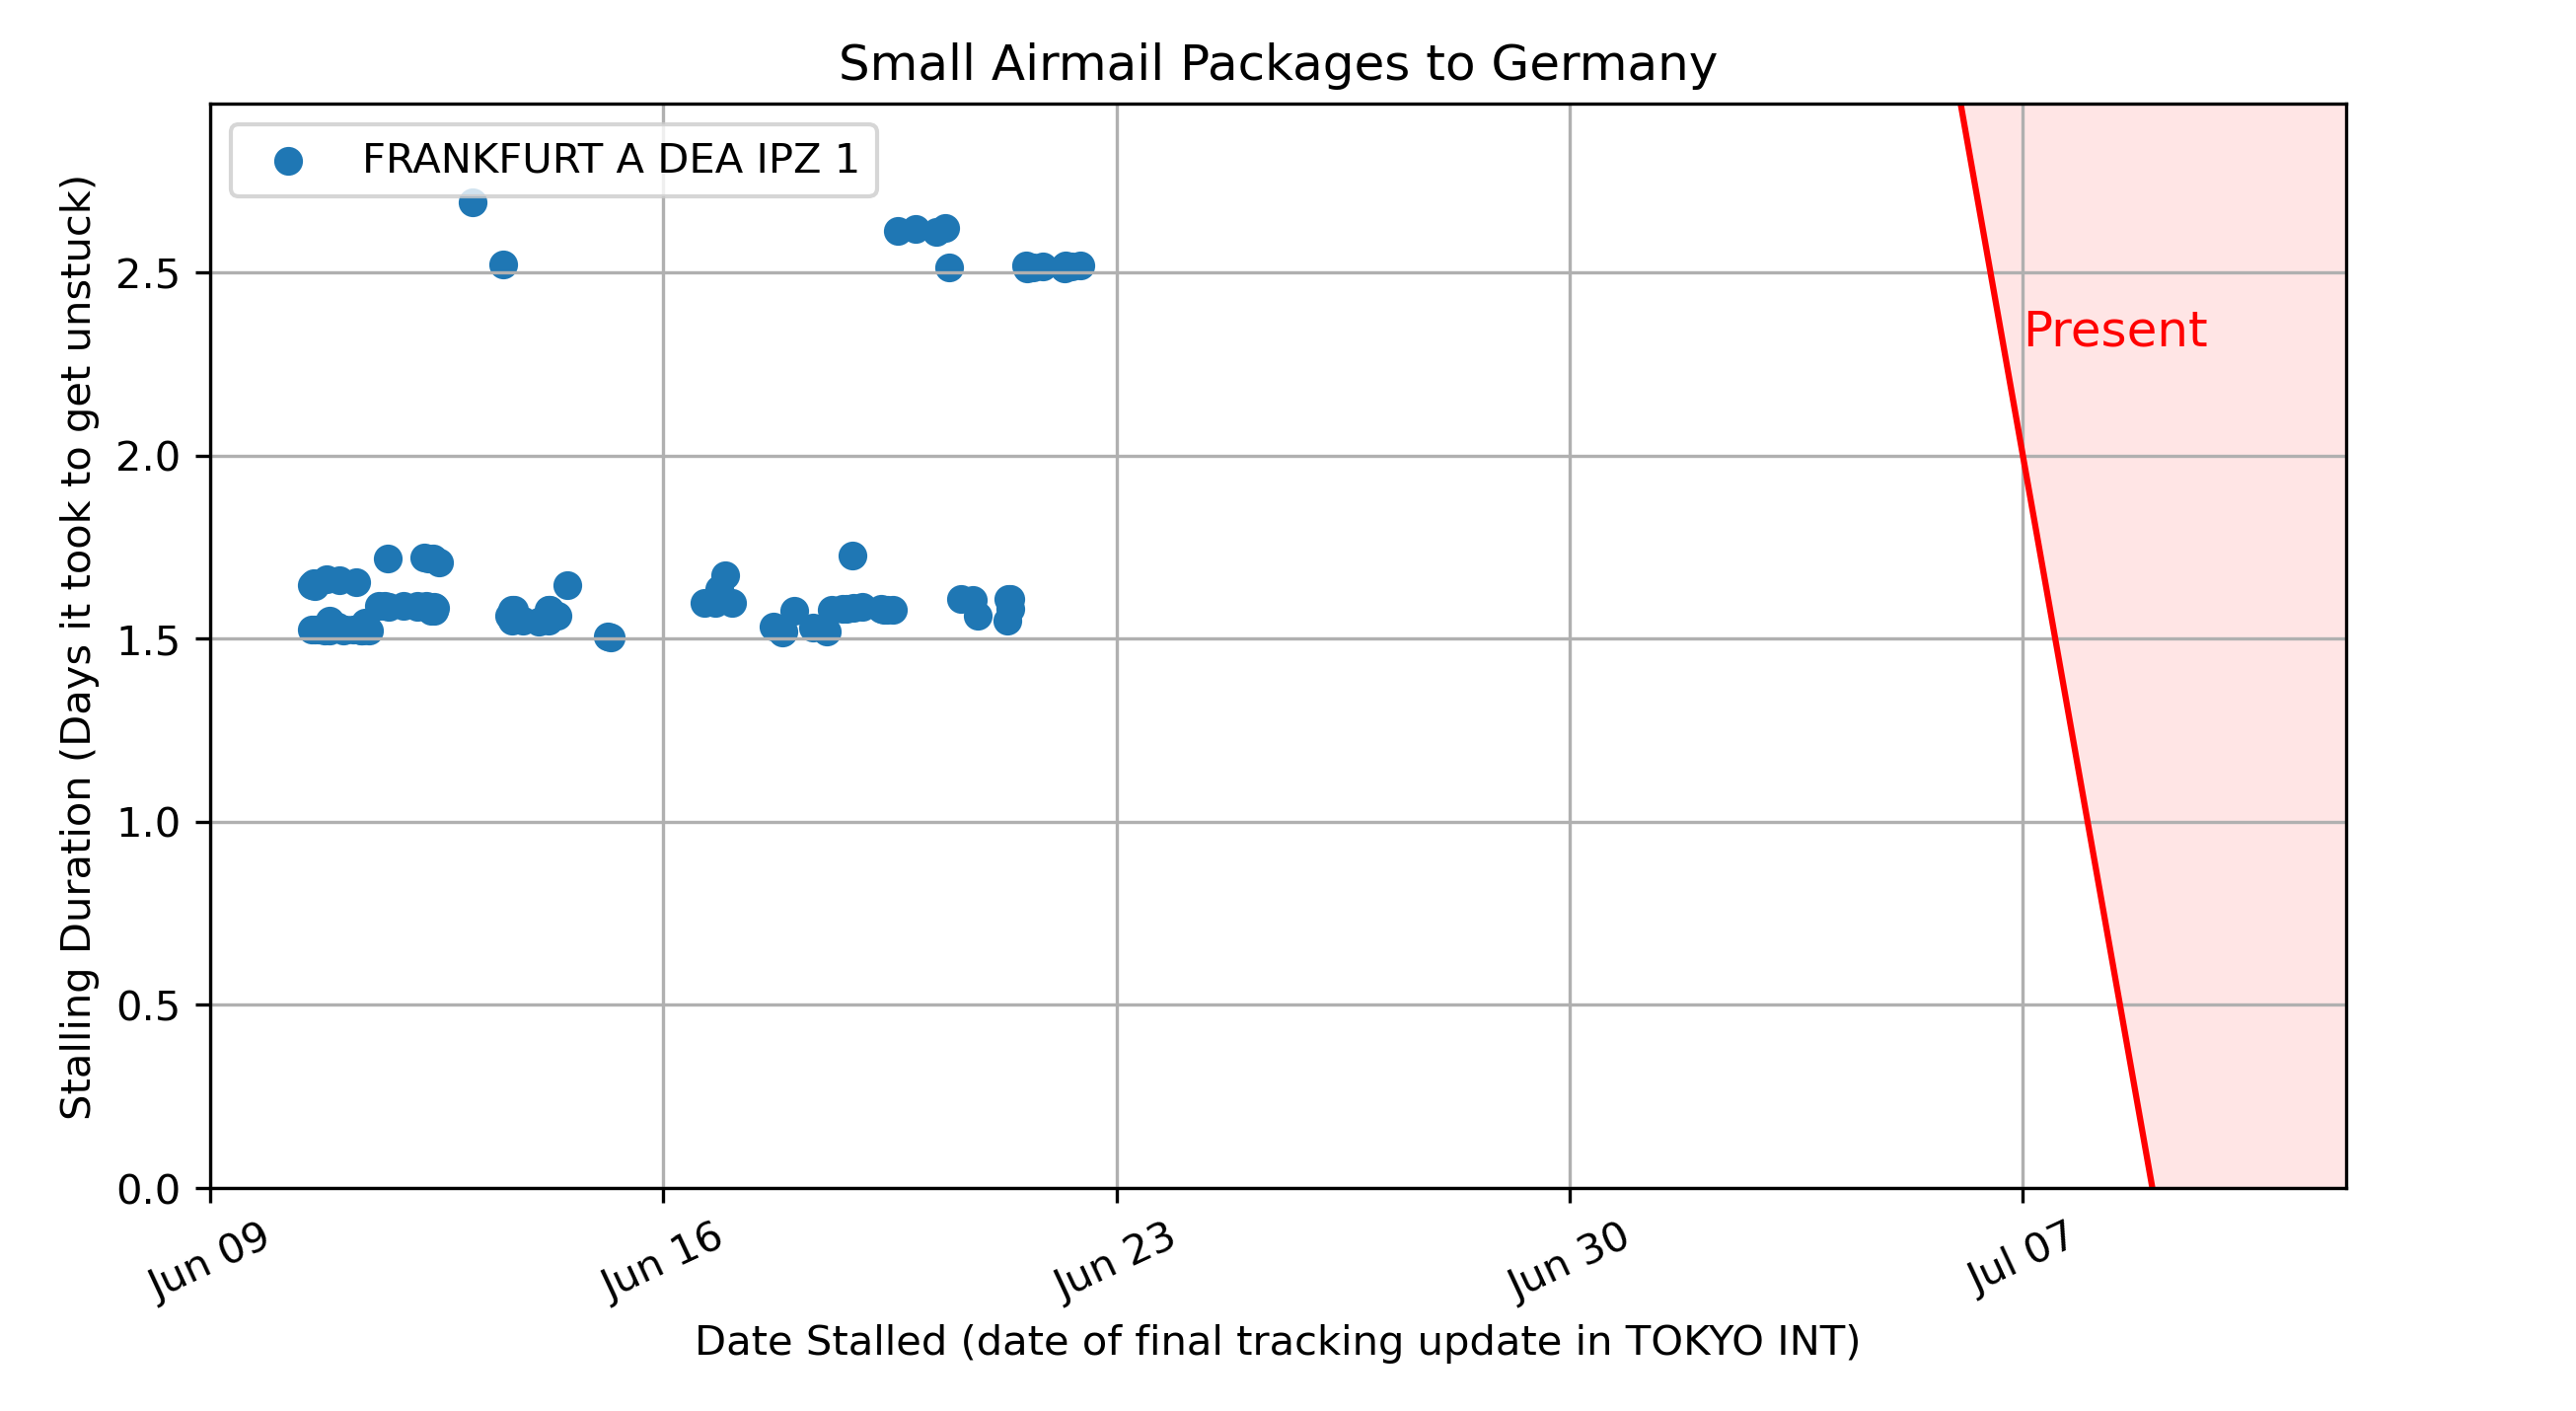 Small Airmail Packages to Germany
FRANKFURT A DEA IPZ 1
Present
Stalling Duration (Days it took to get unstuck)
2.5
2.0
1.5
1.0
0.5
0.0
Jun 09
Jun 16
Jun 23
Jun 30
Jul 07
Date Stalled (date of final tracking update in TOKYO INT)